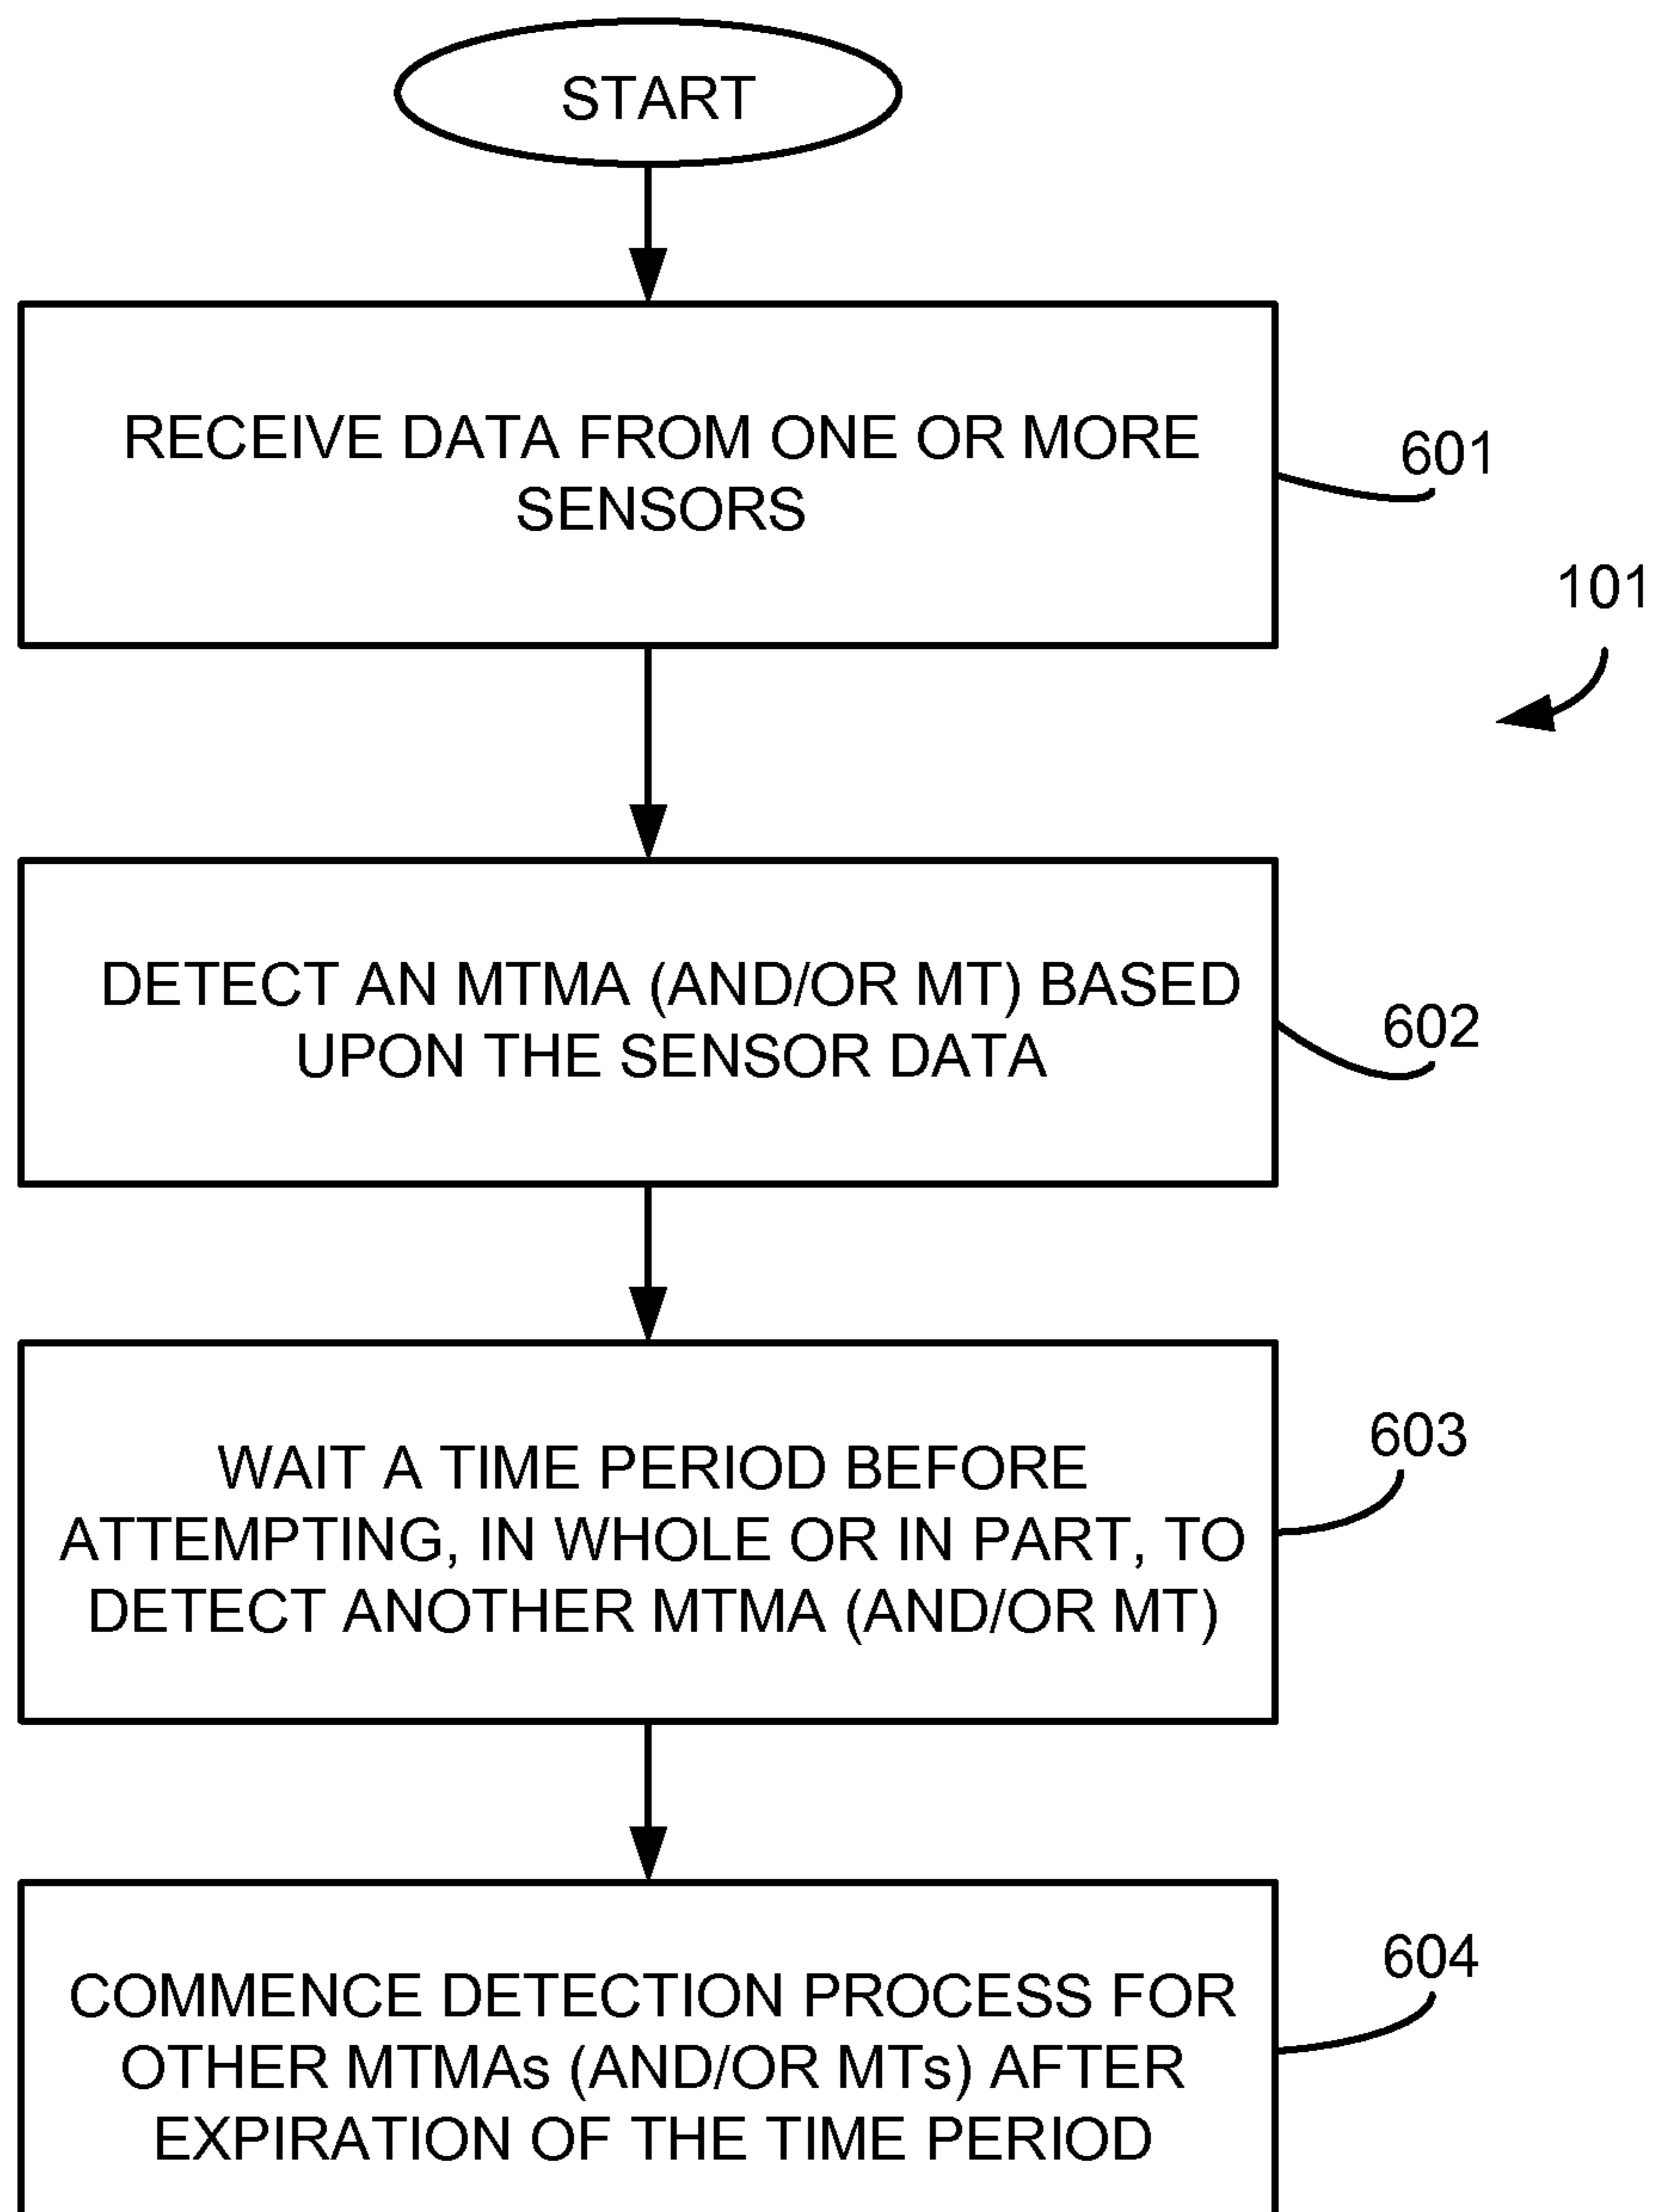 START
RECEIVE DATA FROM ONE OR MORE
SENSORS
601
101
DETECT AN MTMA (AND/OR MT) BASED
UPON THE SENSOR DATA
602
WAIT A TIME PERIOD BEFORE
ATTEMPTING, IN WHOLE OR IN PART, TO
DETECT ANOTHER MTMA (AND/OR MT)
603
COMMENCE DETECTION PROCESS FOR
OTHER MTMAs (AND/OR MTs) AFTER
EXPIRATION OF THE TIME PERIOD
604